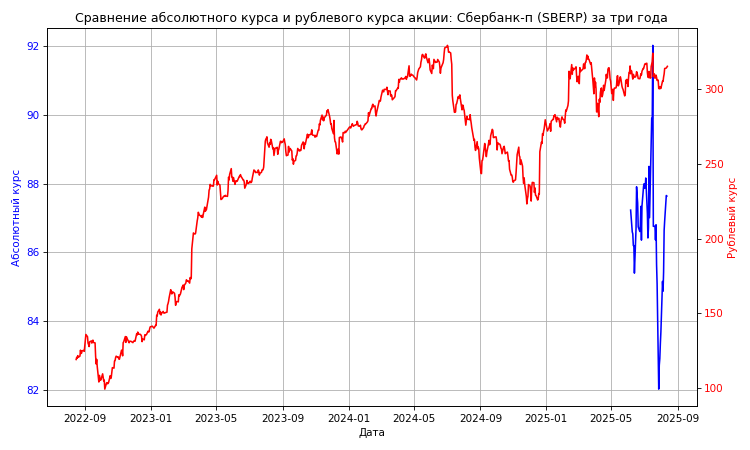 Сравнение абсолютного курса и рублевого курса акции: Сбербанк-п (SBERP) за три года
92
90
88
86
84
82
Абсолютный курс
300
250
200
150
100
Рублевый курс
2022-09 2023-01 2023-05 2023-09 2024-01 2024-05 2024-09 2025-01 2025-05 2025-09
Дата